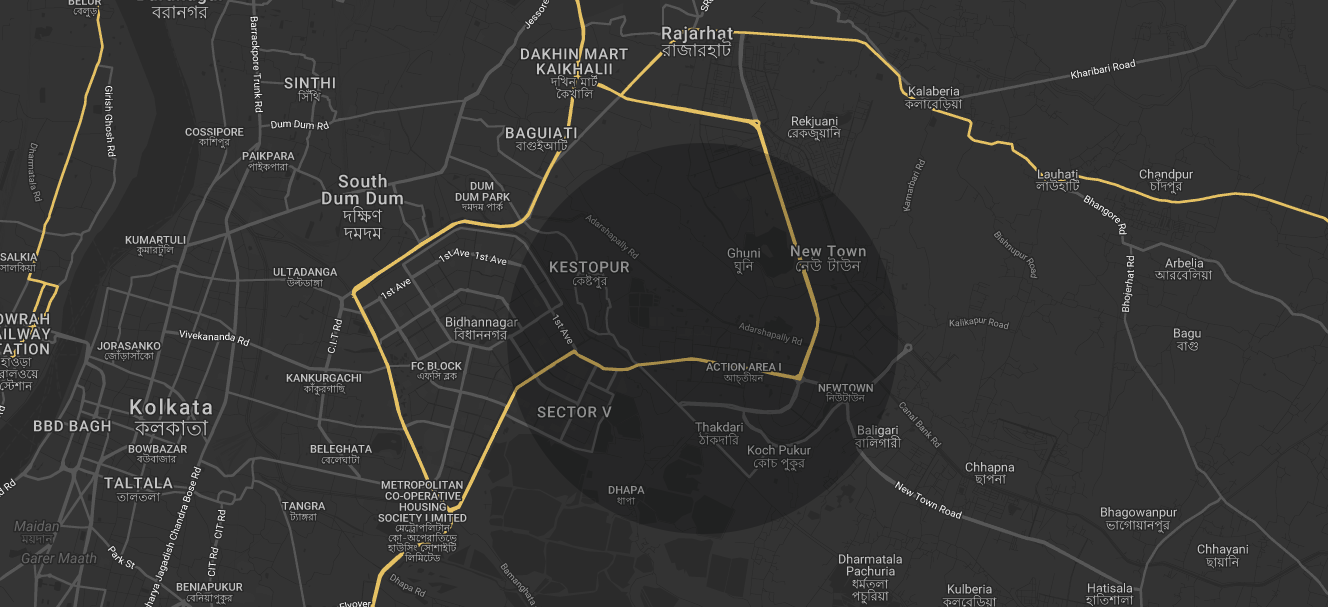 BELUR
বেলুড়
বরানগর
Barrackpore Trunk Rd
Jessore
Rajarhat
রাজারহাট
DAKHIN MART
KAIKHALII
দখিন মার্ট
কৈখালি
SINTHI
সিঁথি
Kharibari Road
Kalaberia
কলাবেড়িয়া
Girish Ghosh Rd
COSSIPORE
কাশিপুর
Dum Dum Rd
BAGUIATI
বাগুইআটি
Rekjuyani
রেকজুয়ানি
PAIKPARA
পাইকপারা
Dharmatala Rd
South
Dum Dum
দক্ষিণ
দমদম
DUM
DUM PARK
দমদম পার্ক
Kamarbari Rd
Lauhati
লাউহাটি
Chandpur
চাঁদপুর
Bhangore Rd
Adarshapally Rd
KUMARTULI
কুমারটুলি
1st Ave
1st Ave
KESTOPUR
কেষ্টপুর
Ghuni
ঘুনি
New Town
নেউ টাউন
Bishnupur Road
Arbelia
আরবেলিয়া
SALKIA
সালকিয়া
ULTADANGA
উল্টাডাঙ্গা
1st Ave
Bhojerhat Rd
OWRAH
AILWAY
TATION
হাওড়া
রালওয়ে
স্টেশান
Vivekananda Rd
C.I.T Rd
Bidhannagar
বিধাননগর
1st Ave
Adarshapally Rd
Kalikapur Road
Bagu
বাগু
JORASANKO
জোড়াসাঁকো
KANKURGACHI
কাঁকুরগাছি
FC BLOCK
এফসি ব্লক
ACTION AREA I
NEWTOWN
নিউটাউন
Kolkata
কলকাতা
SECTOR V
BBD BAGH
Thakdari
ঠাকদারি
Baligari
বালিগারী
Canal Bank Rd
BOWBAZAR
বউবাজার
BELEGHATA
বেলেঘাটা
Koch Pukur
কোচ পুকুর
Chhapna
ছাপনা
TALTALA
তালতলা
METROPOLITAN
CO-OPERATIVE
HOUSING
SOCIETY LIMITED
মেট্রোপলিটান
কো-অপেরাতিভে
হাউসিং সোশাইটি
লিমিটেড
DHAPA
ধাপা
New Town Road
TANGRA
ট্যাংরা
Bhagowanpur
ভাগোয়ানপুর
Maidan
ময়দান
Garer Maath
Park St
CIT Rd
CIT Rd
harya Jagadish Chandra Bose Rd
Chhayani
ছায়ানি
Dharmatala
Pachuria
ধর্মতলা
পচুরিয়া
BENIAPUKUR
বেনিয়াপুকুর
Dhapa Rd
Bamanghata
Kulberia
কুলবেড়িয়া
Hatisala
হাতিশালা
Flyover